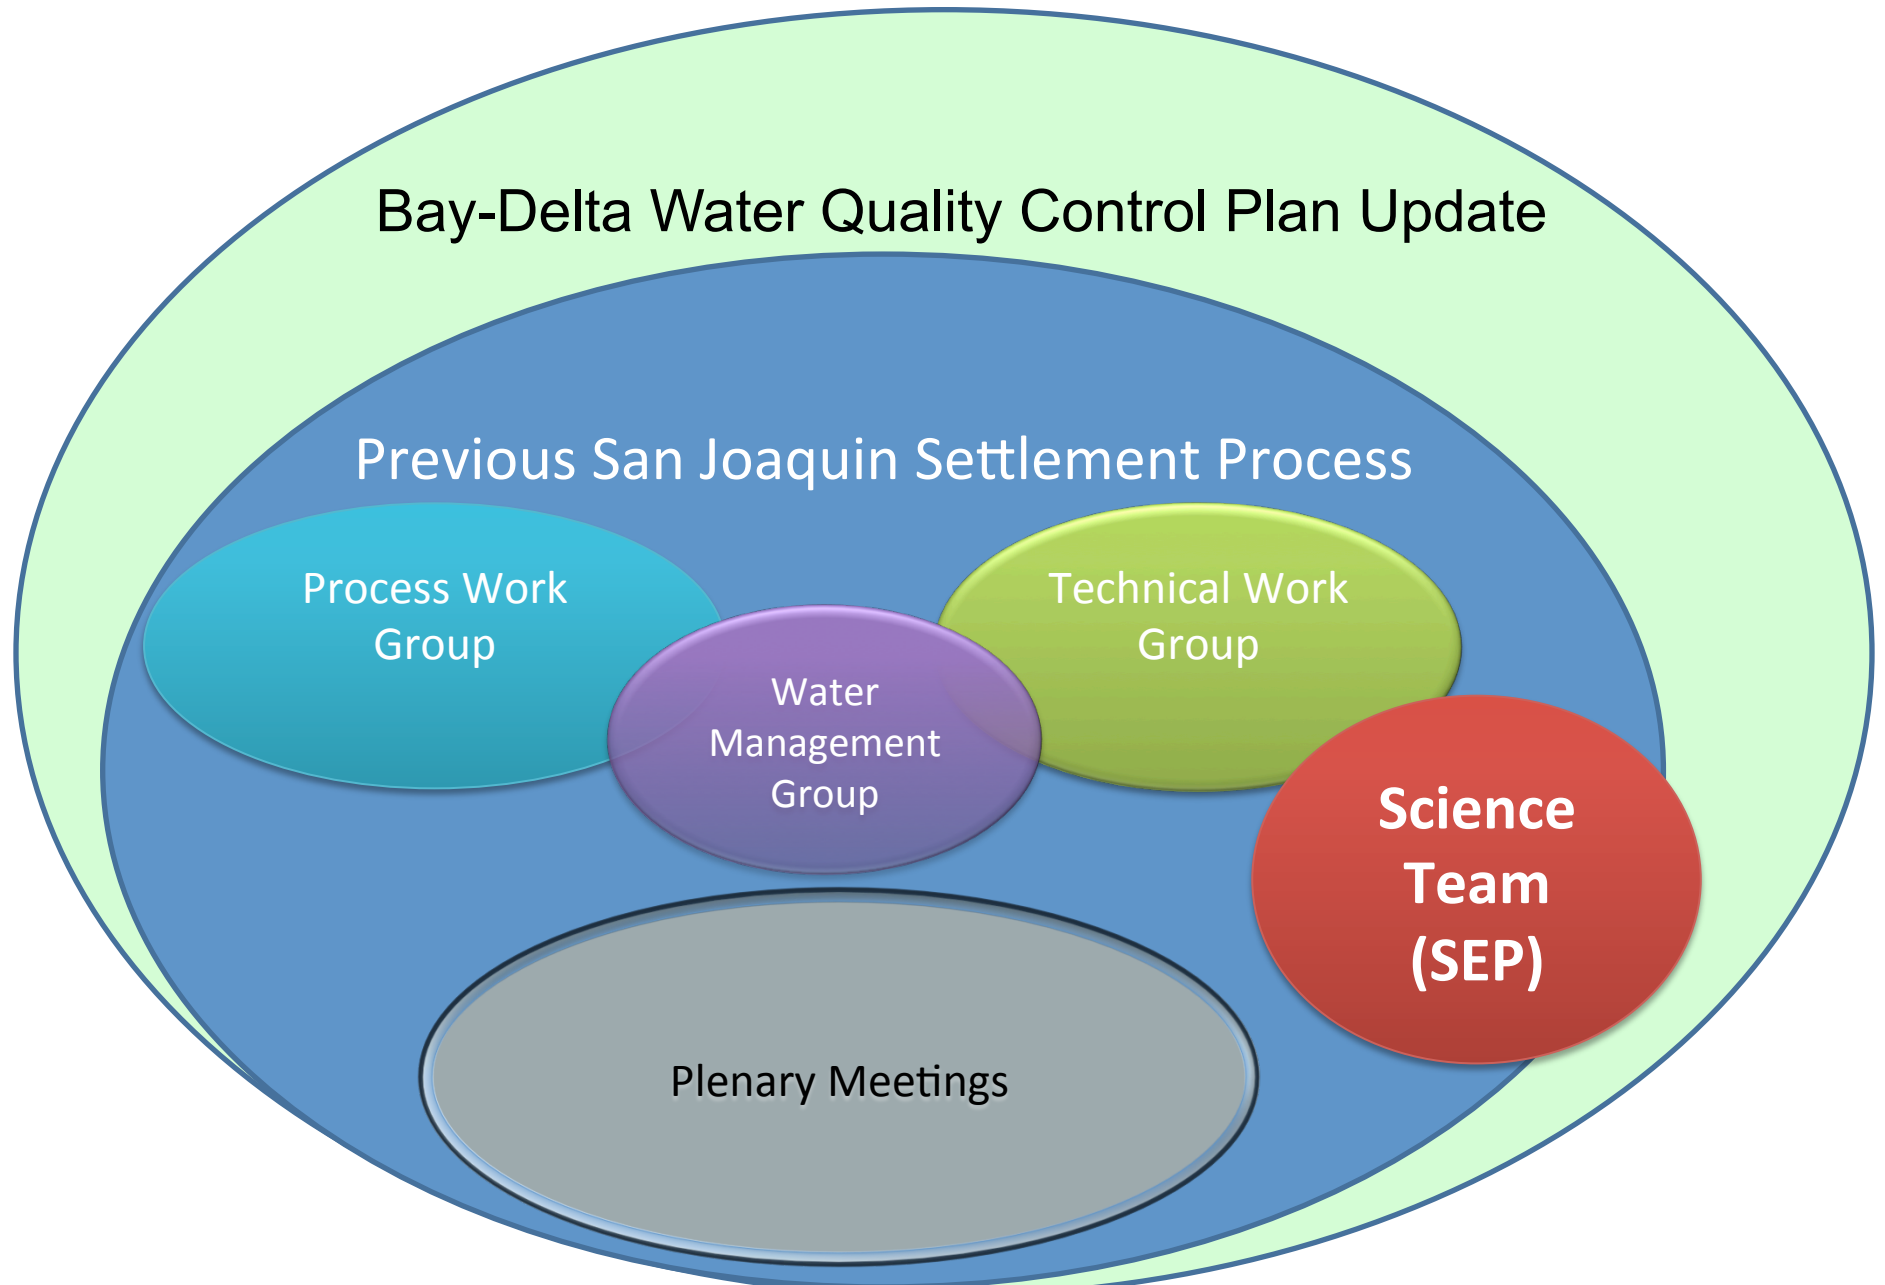 Bay-Delta Water Quality Control Plan Update
Previous San Joaquin Settlement Process
Process Work
Group
Technical Work
Group
Water
Management
Group
Science
Team
(SEP)
Plenary Meetings